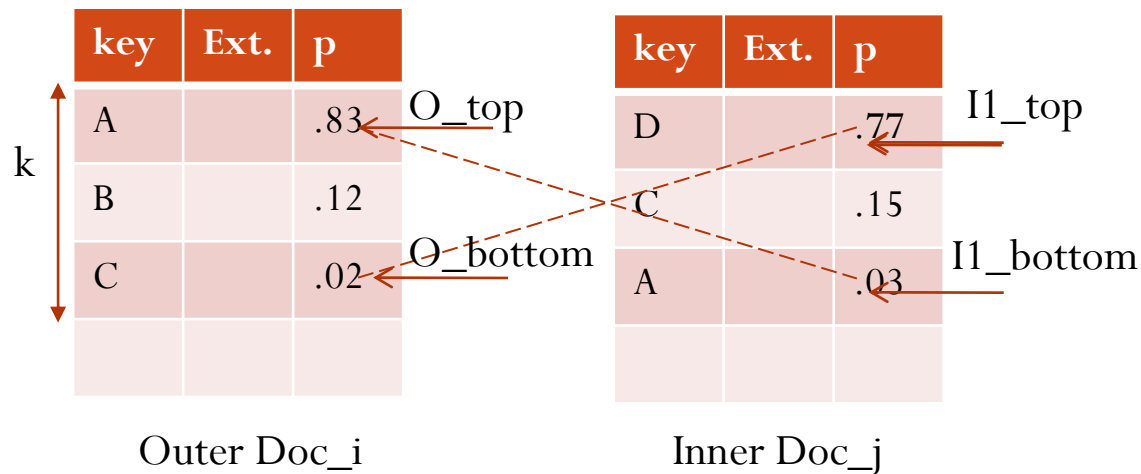 key Ext. p
A .83
B .12
C .02
k
O_top
O_bottom
Outer Doc_i
key Ext. p
D .77
C .15
A .03
I1_top
I1_bottom
Inner Doc_j